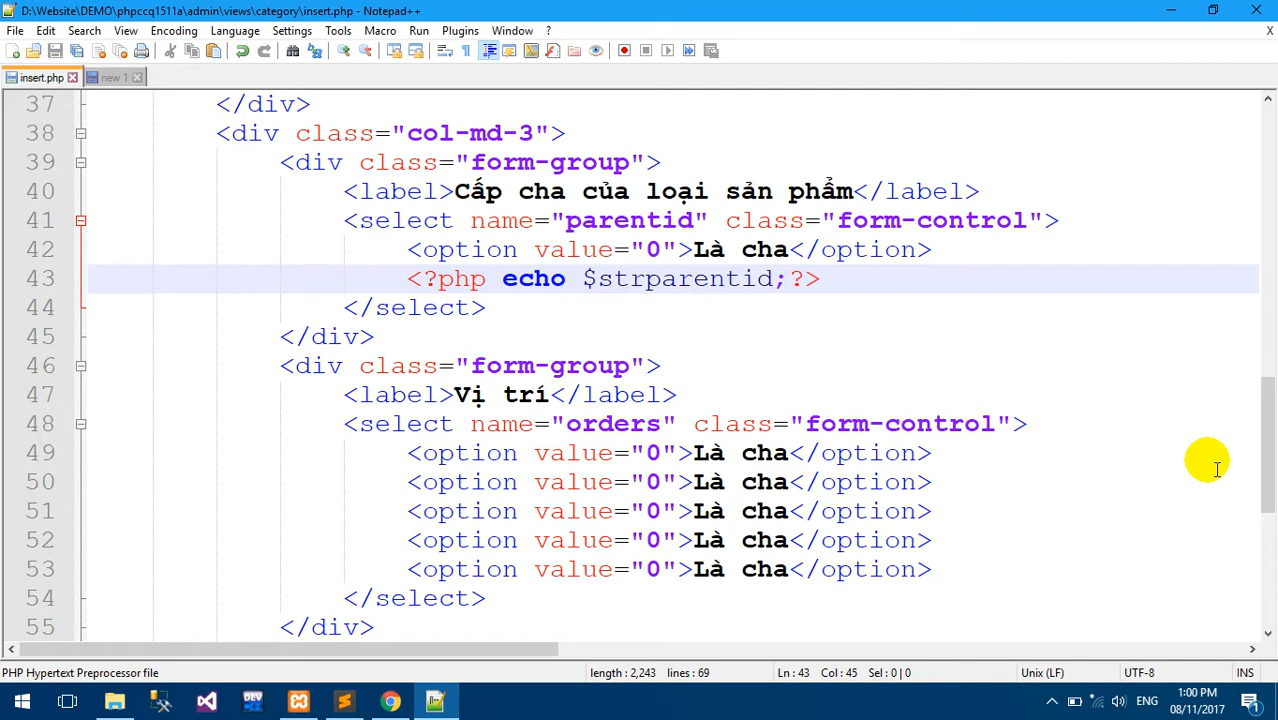 D:\Website\DEMO\phpccq1511a\admin\views\category\insert.php - Notepad++
File Edit Search View Encoding Language Settings Tools Macro Run Plugins Window ? X
insert.php new 1
37 </div>
38 <div class="col-md-3">
39 <div class="form-group">
40 <label>Cấp cha của loại sản phẩm</label>
41 <select name="parentid" class="form-control">
42 <option value="0">Là cha</option>
43 <?php echo $strparentid;?>
44 </select>
45 </div>
46 <div class="form-group">
47 <label>Vị trí</label>
48 <select name="orders" class="form-control">
49 <option value="0">Là cha</option>
50 <option value="0">Là cha</option>
51 <option value="0">Là cha</option>
52 <option value="0">Là cha</option>
53 <option value="0">Là cha</option>
54 </select>
55 </div>
PHP Hypertext Preprocessor file length : 2,243 lines : 69 Ln : 43 Col : 45 Sel : 0 | 0 Unix (LF) UTF-8 INS
DEV ENG 1:00 PM
08/11/2017